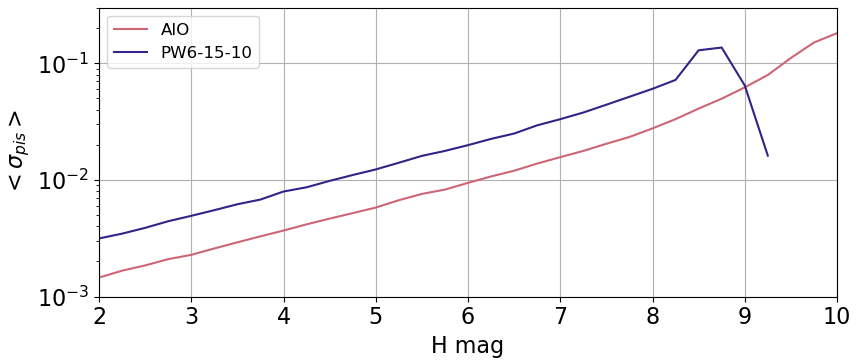 AIO
PW6-15-10
10⁻¹
10⁻²
10⁻³
< σ_pis >
2 3 4 5 6 7 8 9 10
H mag